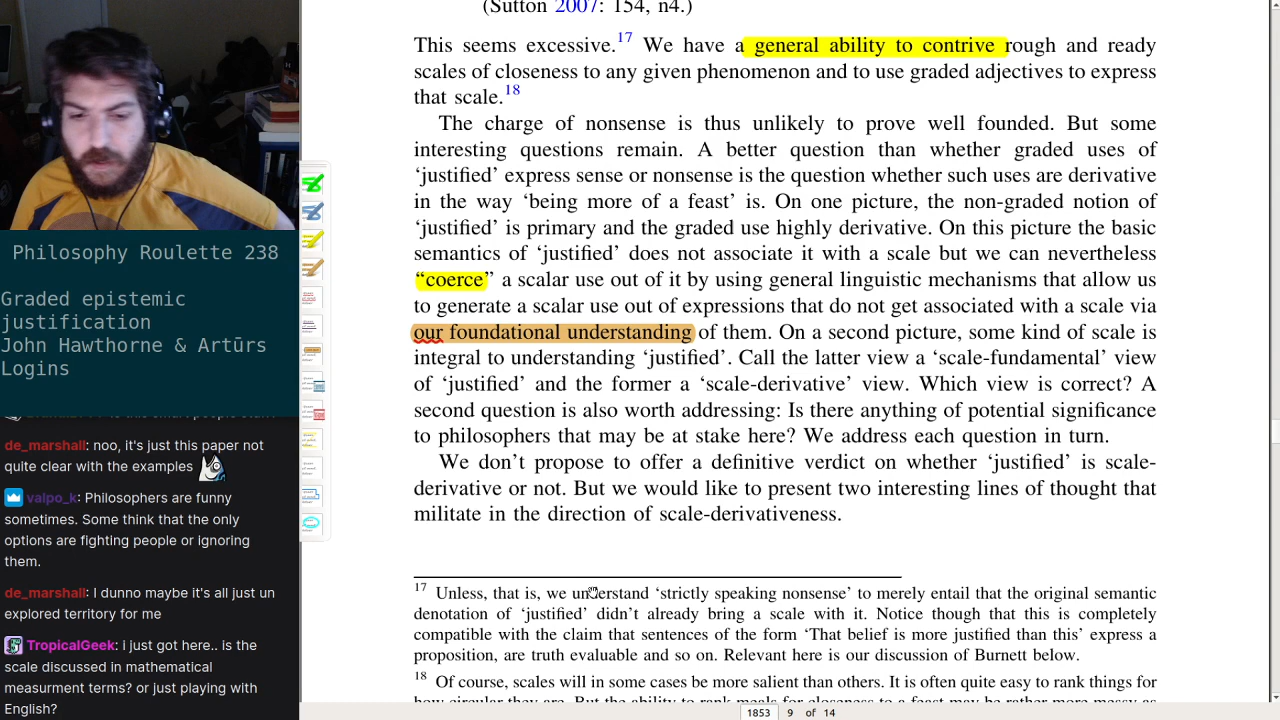 (Sutton 2007: 154, n4.)
This seems excessive.17 We have a general ability to contrive rough and ready
scales of closeness to any given phenomenon and to use graded adjectives to express
that scale.18
The charge of nonsense is thus unlikely to prove well founded. But some
interesting questions remain. A better question than whether graded uses of
‘justified’ express sense or nonsense is the question whether such uses are derivative
in the way ‘being more of a feast’ is. On one picture, the non-graded notion of
‘justified’ is primary and the graded use highly derivative. On this picture the basic
semantics of ‘justified’ does not associate it with a scale, but we can nevertheless
“coerce” a scalar use out of it by using general linguistic mechanisms that allow us
to generate a scalar use out of expressions that do not get associated with a scale via
our foundational understanding of them. On a second picture, some kind of scale is
integral to understanding ‘justified’. Call the latter view a ‘scale-fundamental’ view
of ‘justified’ and the former a ‘scale-derivative’ view. Which view is correct? A
second question is also worth addressing: Is there anything of potential significance
to philosophers that may be at stake here? We address each question in turn.
We don’t propose to offer a definitive verdict on whether ‘justified’ is scale-
derivative or not. But we would like to present two interesting lines of thought that
militate in the direction of scale-derivativeness.
17 Unless, that is, we understand ‘strictly speaking nonsense’ to merely entail that the original semantic
denotation of ‘justified’ didn’t already bring a scale with it. Notice though that this is completely
compatible with the claim that sentences of the form ‘That belief is more justified than this’ express a
proposition, are truth evaluable and so on. Relevant here is our discussion of Burnett below.
18 Of course, scales will in some cases be more salient than others. It is often quite easy to rank things for
1853 9 of 14
Philosophy Roulette 238
Graded epistemic
justification
John Hawthorne & Artūrs
Logins
de_marshall: noo, it's just this paper not
quite clear with the examples
valpo_k: Philosophers are funny
sometimes. Some think that the only
options are fighting people or ignoring
them.
de_marshall: I dunno maybe it's all just un
explored territory for me
TropicalGeek: i just got here.. is the
scale discussed in mathematical
measurment terms? or just playing with
English?